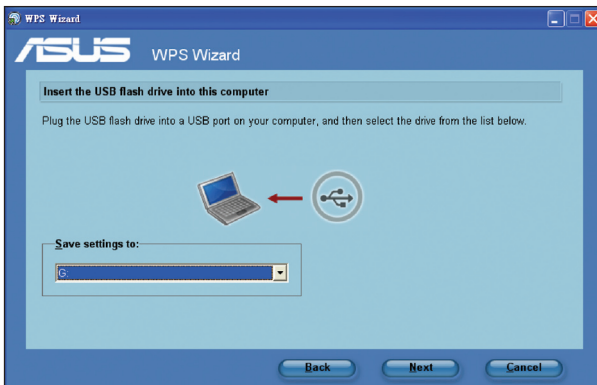 WPS Wizard
ASUS WPS Wizard
Insert the USB flash drive into this computer
Plug the USB flash drive into a USB port on your computer, and then select the drive from the list below.
Save settings to:
G:
Back Next Cancel